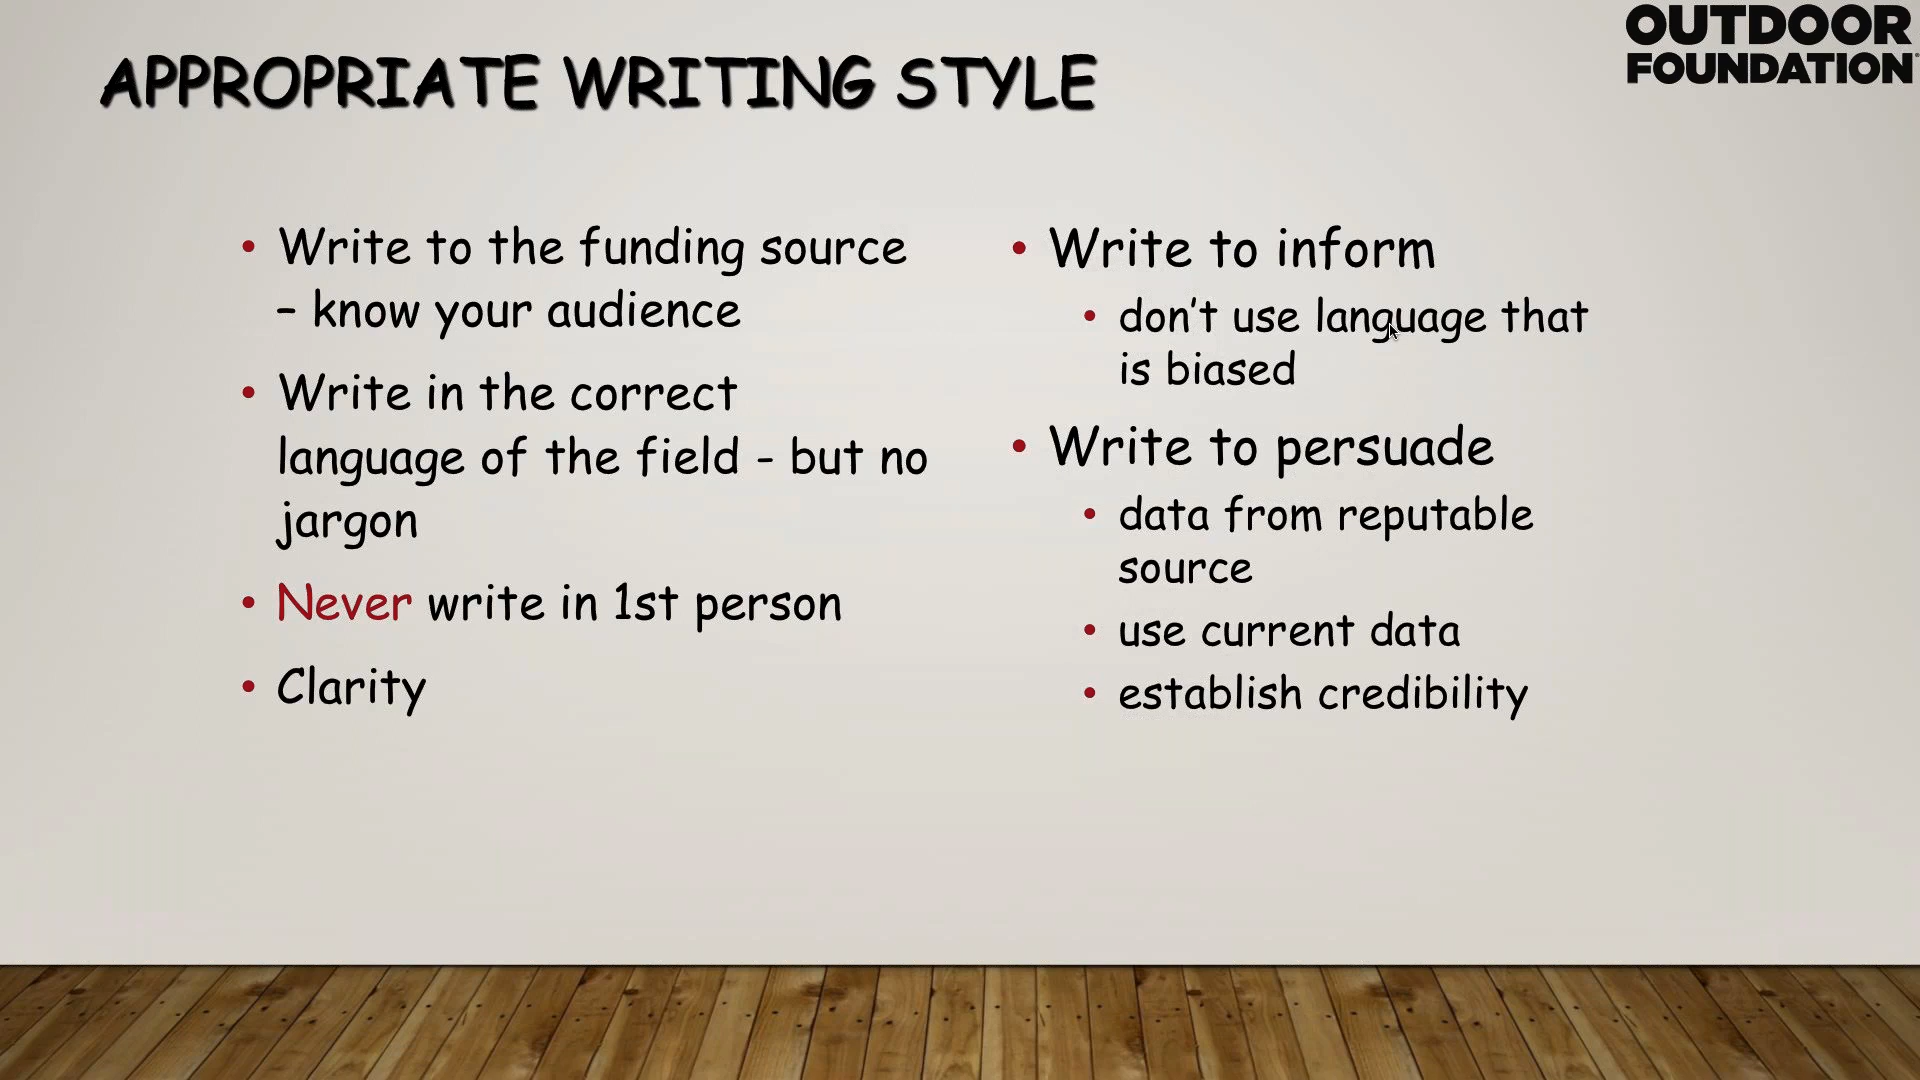 APPROPRIATE WRITING STYLE
OUTDOOR
FOUNDATION
• Write to the funding source
– know your audience
• Write in the correct
language of the field - but no
jargon
• Never write in 1st person
• Clarity
• Write to inform
• don't use language that
is biased
• Write to persuade
• data from reputable
source
• use current data
• establish credibility